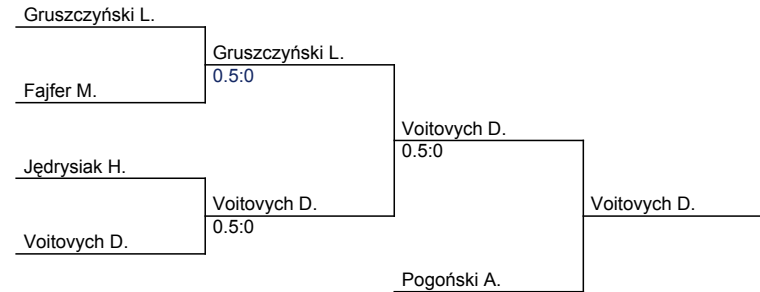 Gruszczyński L.
Gruszczyński L.
0.5:0
Fajfer M.
Voitovych D.
0.5:0
Jędrysiak H.
Voitovych D.
Voitovych D.
0.5:0
Voitovych D.
Pogoński A.